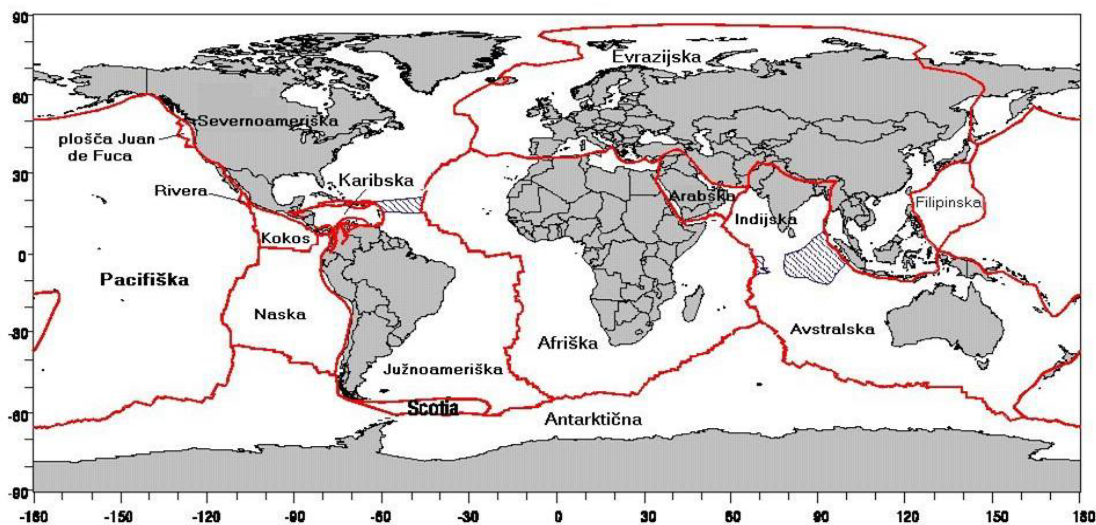 90
60
30
0
-30
-60
-90
Evrazijska
Severnoameriška
plošča Juan
de Fuca
Rivera
Karibska
Arabska
Filipinska
Indijska
Kokos
Pacifiška
Naska
Afriška
Avstralska
Južnoameriška
Scotia
Antarktična
-180
-150
-120
-90
-60
-30
0
30
60
90
120
150
180